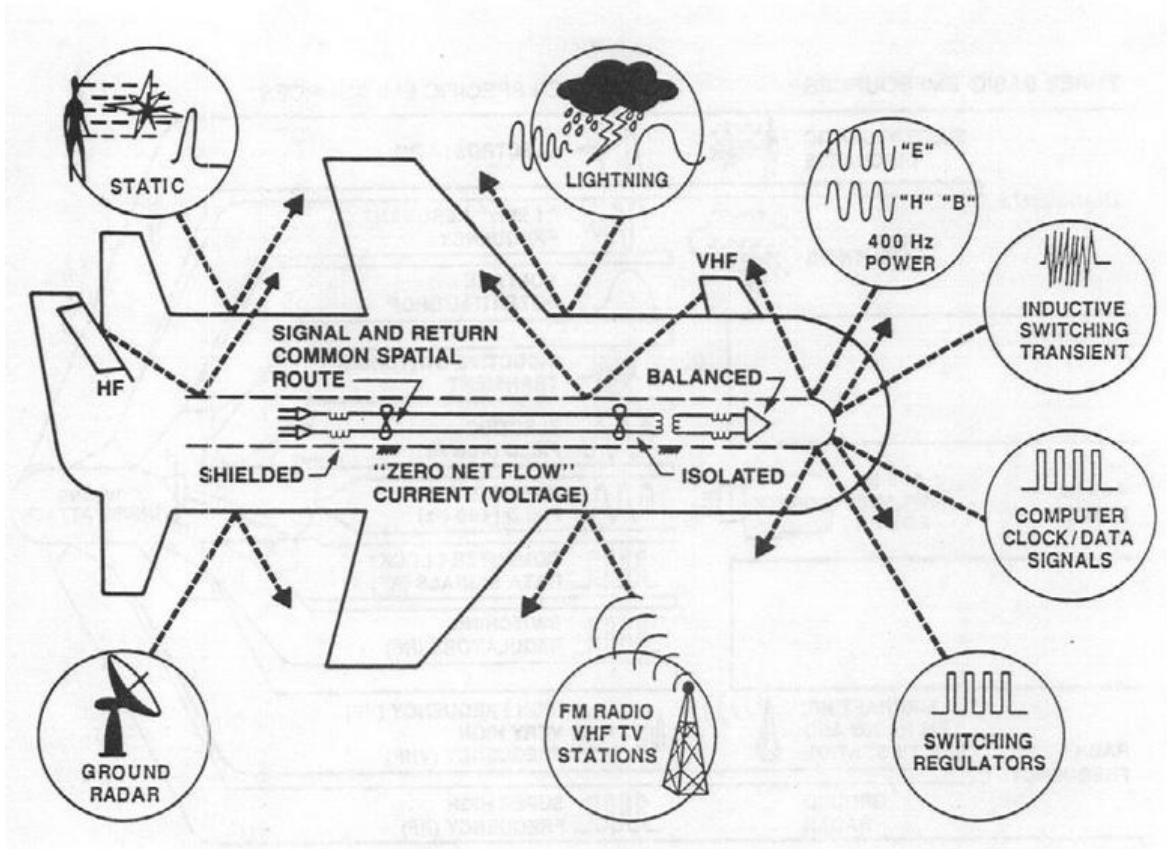 STATIC
LIGHTNING
"E"
"H" "B"
400 Hz
POWER
VHF
INDUCTIVE
SWITCHING
TRANSIENT
SIGNAL AND RETURN
COMMON SPATIAL
ROUTE
HF
BALANCED
SHIELDED
"ZERO NET FLOW"
CURRENT (VOLTAGE)
ISOLATED
COMPUTER
CLOCK/DATA
SIGNALS
GROUND
RADAR
FM RADIO
VHF TV
STATIONS
SWITCHING
REGULATORS